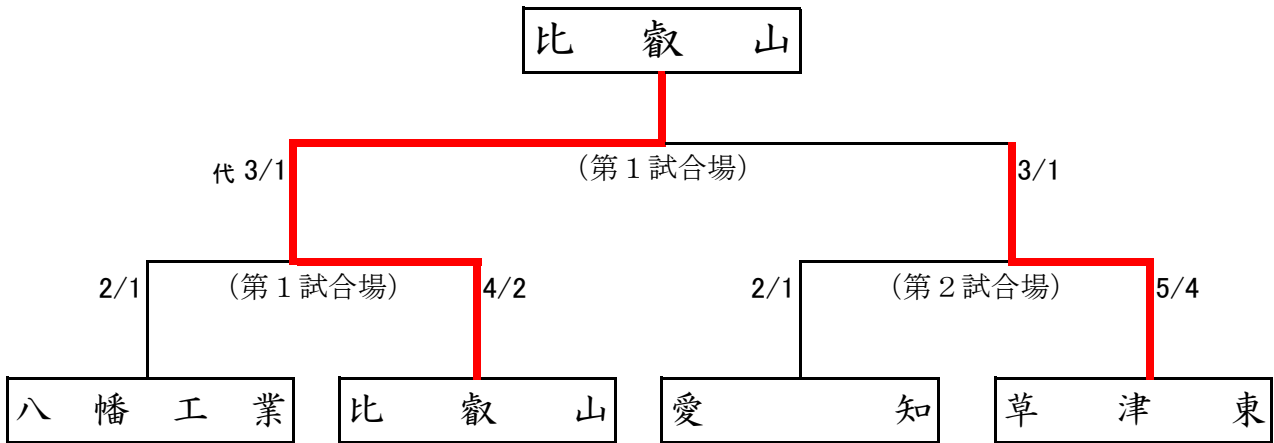 比叡山
代 3/1 (第1試合場) 3/1
2/1 (第1試合場) 4/2 2/1 (第2試合場) 5/4
八幡工業 比叡山 愛知 草津東